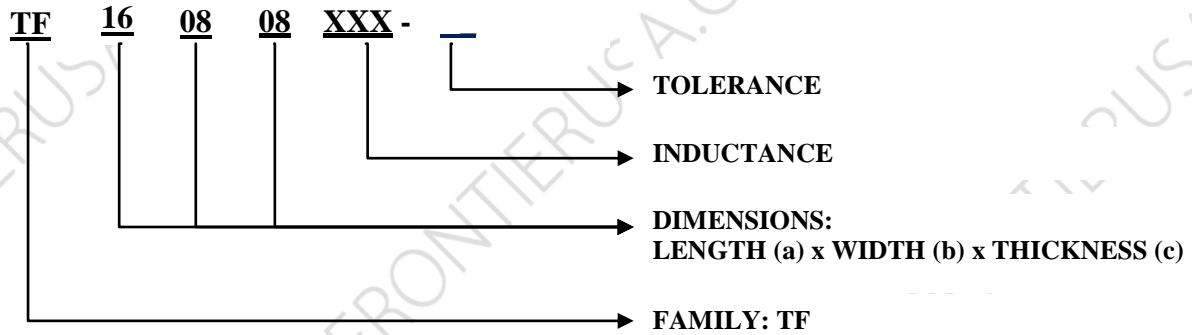 TF 16 08 08 XXX - _
TOLERANCE
INDUCTANCE
DIMENSIONS:
LENGTH (a) x WIDTH (b) x THICKNESS (c)
FAMILY: TF